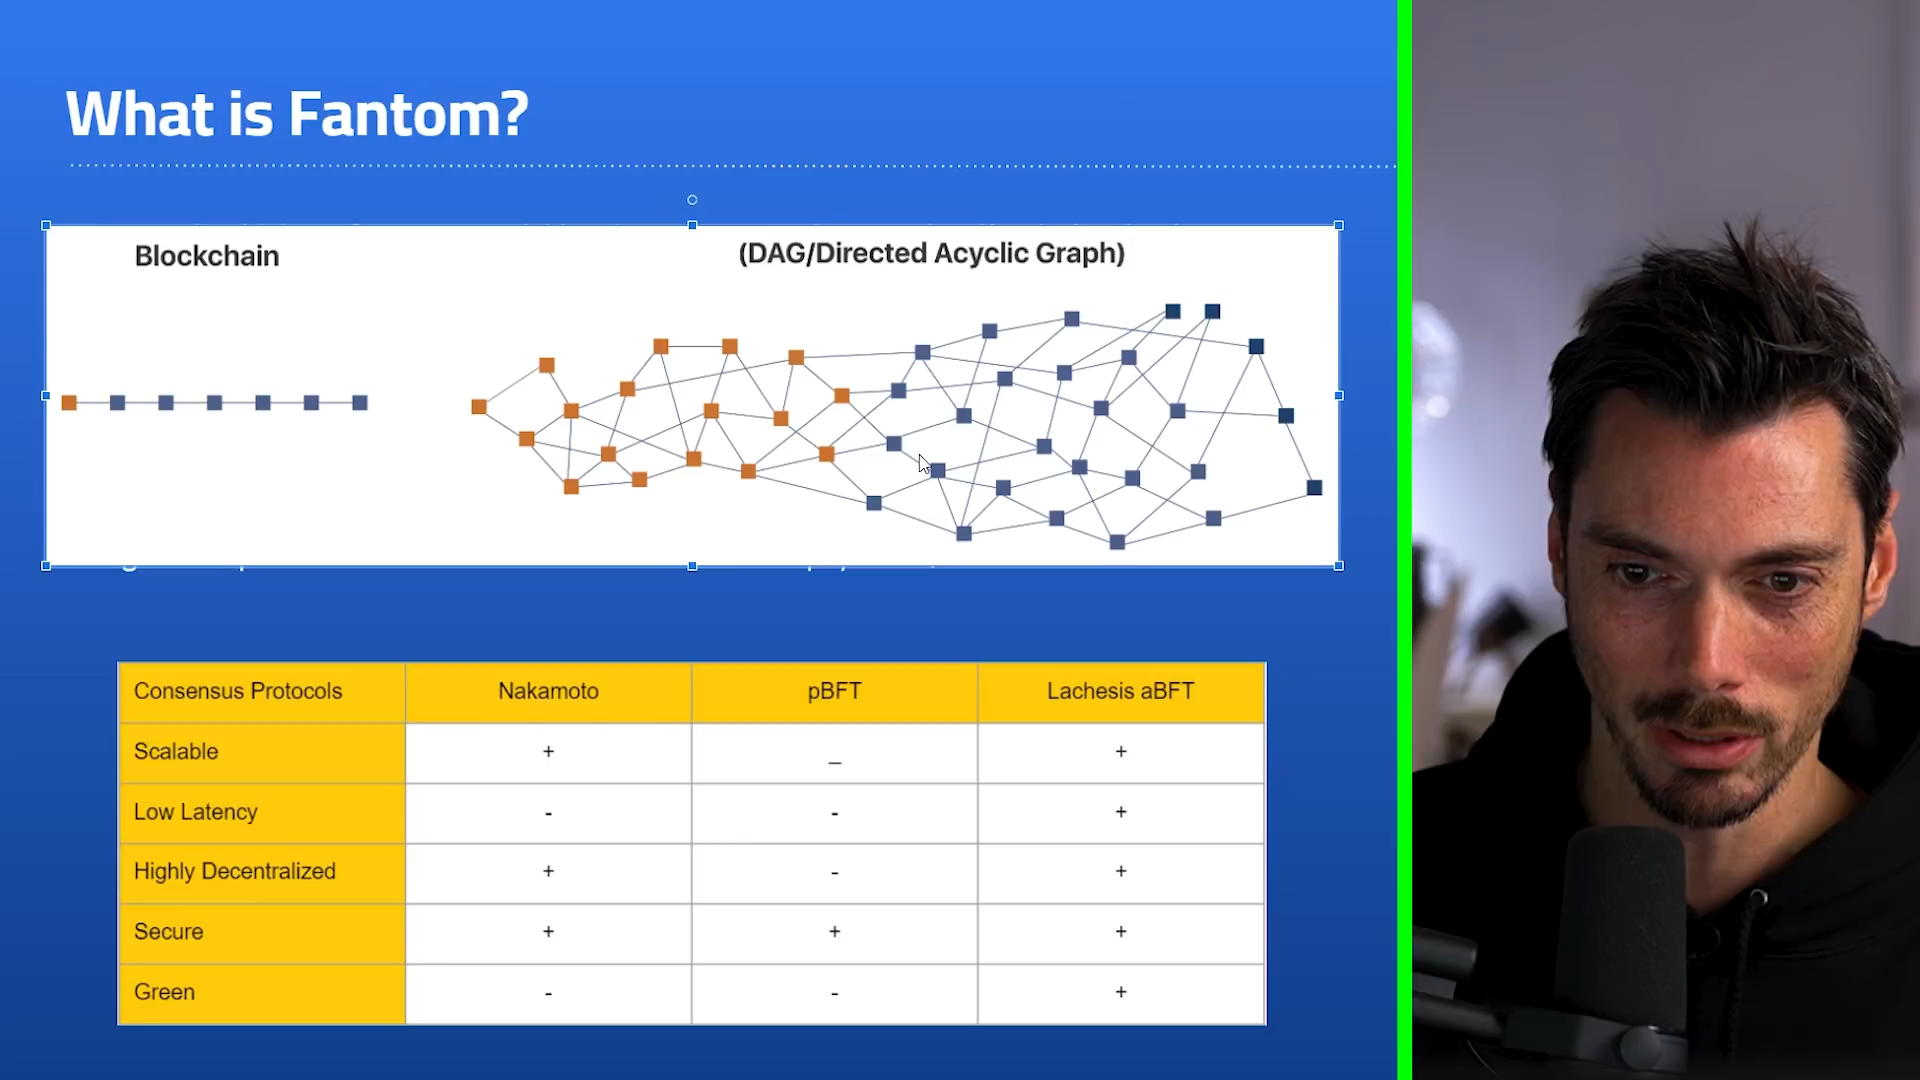 What is Fantom?
Blockchain
(DAG/Directed Acyclic Graph)
Consensus Protocols Nakamoto pBFT Lachesis aBFT
Scalable + _ +
Low Latency - - +
Highly Decentralized + - +
Secure + + +
Green - - +